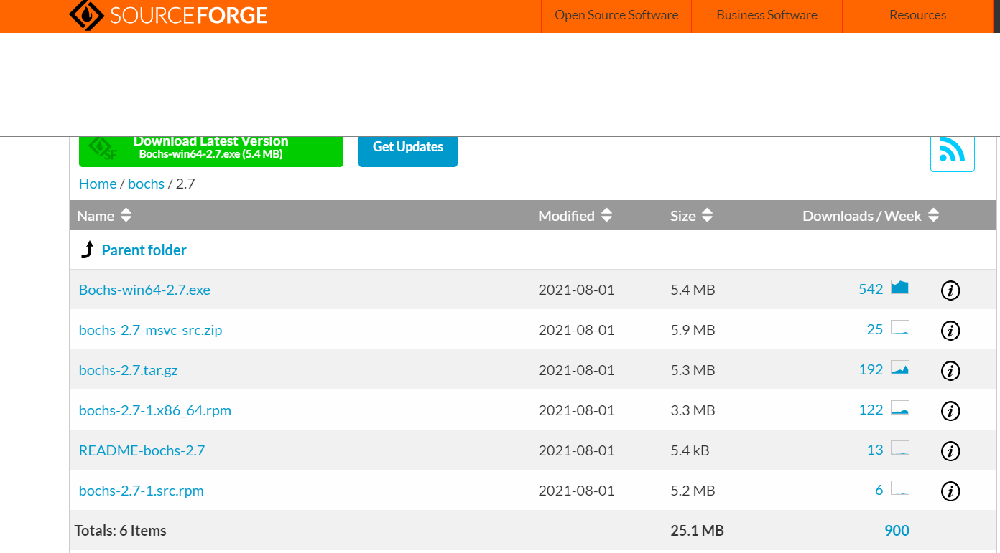 SOURCEFORGE Open Source Software Business Software Resources
Download Latest Version
Bochs-win64-2.7.exe (5.4 MB)
Get Updates
SF
Home / bochs / 2.7
Name Modified Size Downloads / Week
Parent folder
Bochs-win64-2.7.exe 2021-08-01 5.4 MB 542 i
bochs-2.7-msvc-src.zip 2021-08-01 5.9 MB 25 i
bochs-2.7.tar.gz 2021-08-01 5.3 MB 192 i
bochs-2.7-1.x86_64.rpm 2021-08-01 3.3 MB 122 i
README-bochs-2.7 2021-08-01 5.4 kB 13 i
bochs-2.7-1.src.rpm 2021-08-01 5.2 MB 6 i
Totals: 6 Items 25.1 MB 900